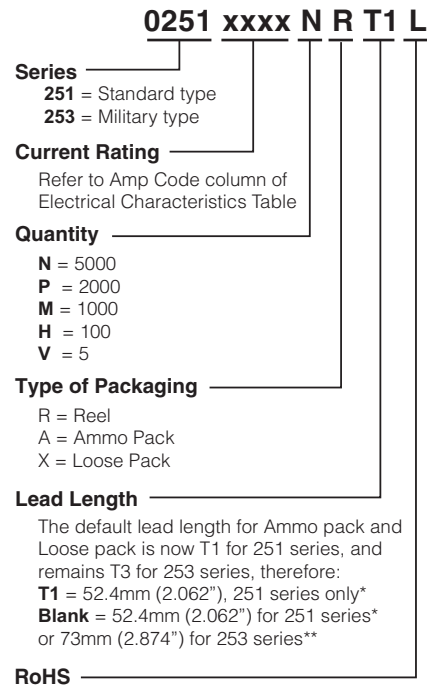 0251 xxxx N R T1 L
Series
251 = Standard type
253 = Military type
Current Rating
Refer to Amp Code column of
Electrical Characteristics Table
Quantity
N = 5000
P = 2000
M = 1000
H = 100
V = 5
Type of Packaging
R = Reel
A = Ammo Pack
X = Loose Pack
Lead Length
The default lead length for Ammo pack and
Loose pack is now T1 for 251 series, and
remains T3 for 253 series, therefore:
T1 = 52.4mm (2.062”), 251 series only*
Blank = 52.4mm (2.062”) for 251 series*
or 73mm (2.874”) for 253 series**
RoHS